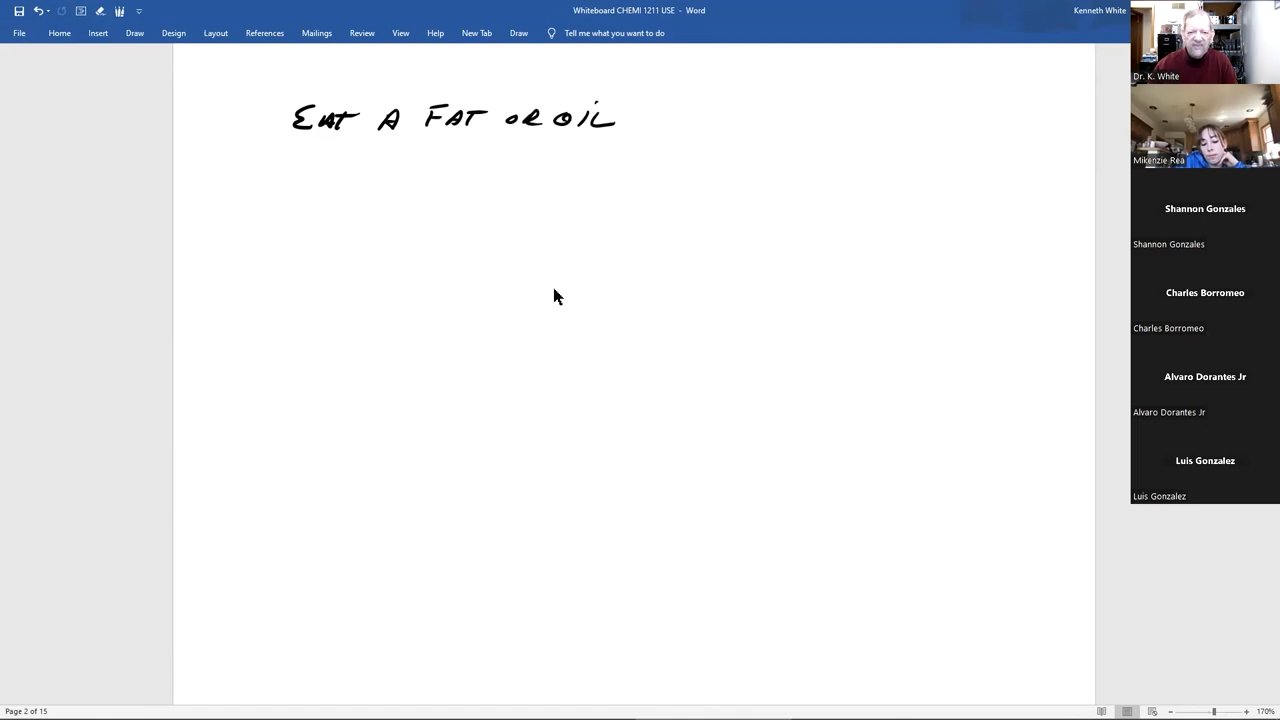 Whiteboard CHEMI 1211 USE - Word
Kenneth White
File Home Insert Draw Design Layout References Mailings Review View Help New Tab Draw Tell me what you want to do
Eat A Fat or oil
Dr. K. White
Mikenzie Rea
Shannon Gonzales
Shannon Gonzales
Charles Borromeo
Charles Borromeo
Alvaro Dorantes Jr
Alvaro Dorantes Jr
Luis Gonzalez
Luis Gonzalez
Page 2 of 15
170%